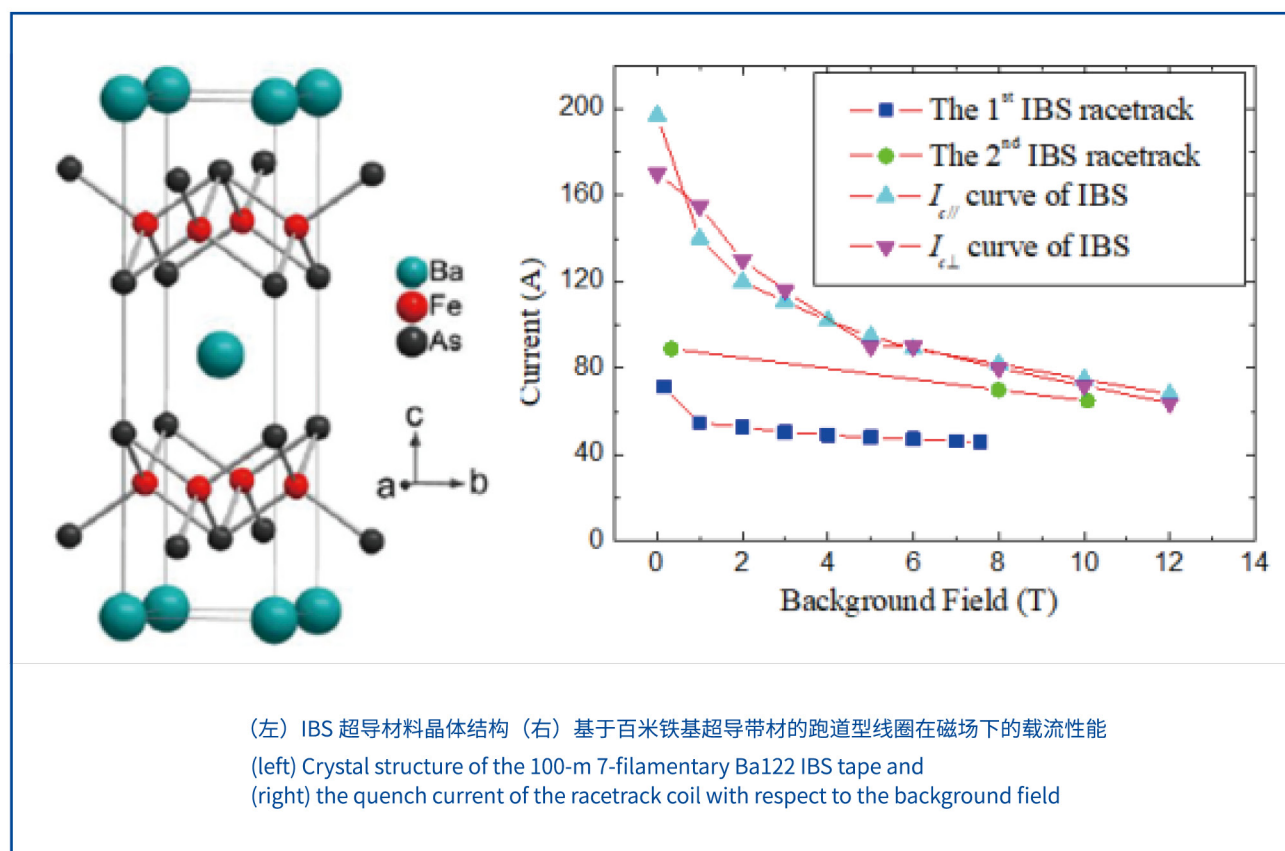 Ba
Fe
As
c
a
b
200
160
120
80
40
0
Current (A)
The 1st IBS racetrack
The 2nd IBS racetrack
Ic// curve of IBS
Ic⊥ curve of IBS
0 2 4 6 8 10 12 14
Background Field (T)
（左）IBS 超导材料晶体结构（右）基于百米铁基超导带材的跑道型线圈在磁场下的载流性能
(left) Crystal structure of the 100-m 7-filamentary Ba122 IBS tape and
(right) the quench current of the racetrack coil with respect to the background field